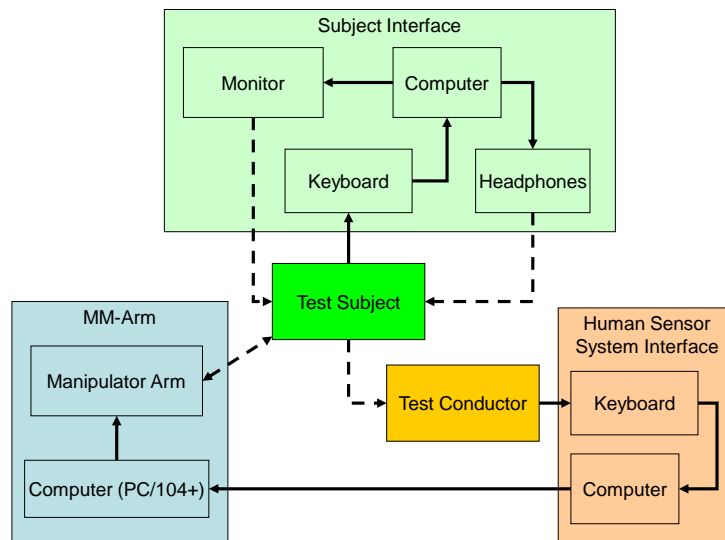 Subject Interface
Monitor
Computer
Keyboard
Headphones
Test Subject
MM-Arm
Manipulator Arm
Computer (PC/104+)
Test Conductor
Human Sensor
System Interface
Keyboard
Computer